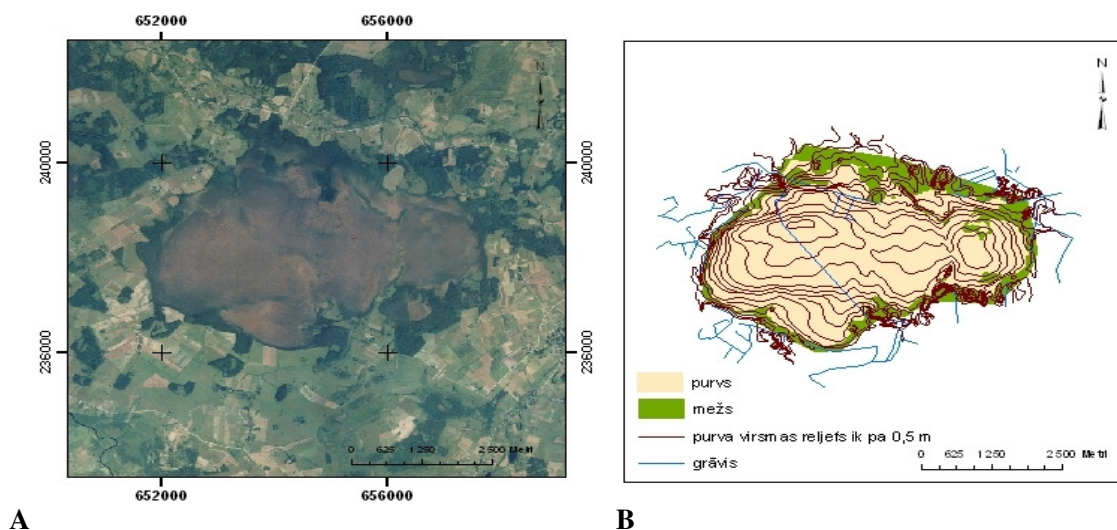 652000 656000
N
240000
240000
236000
236000
0 625 1 250 2 500 Metri
652000 656000
A
N
purvs
mežs
purva virsmas reljefs ik pa 0,5 m
grāvis
0 625 1 250 2 500 Metri
B